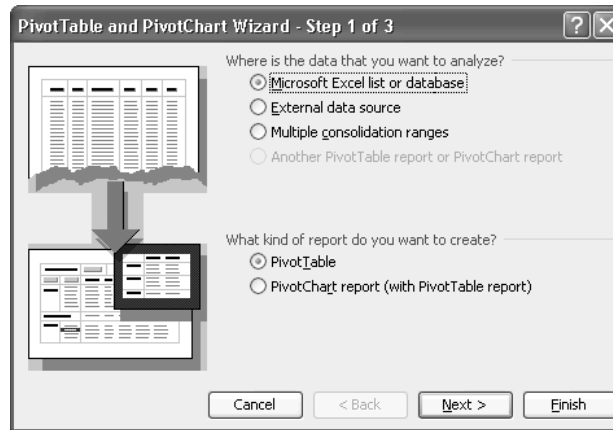 PivotTable and PivotChart Wizard - Step 1 of 3
Where is the data that you want to analyze?
Microsoft Excel list or database
External data source
Multiple consolidation ranges
Another PivotTable report or PivotChart report
What kind of report do you want to create?
PivotTable
PivotChart report (with PivotTable report)
Cancel
< Back
Next >
Finish